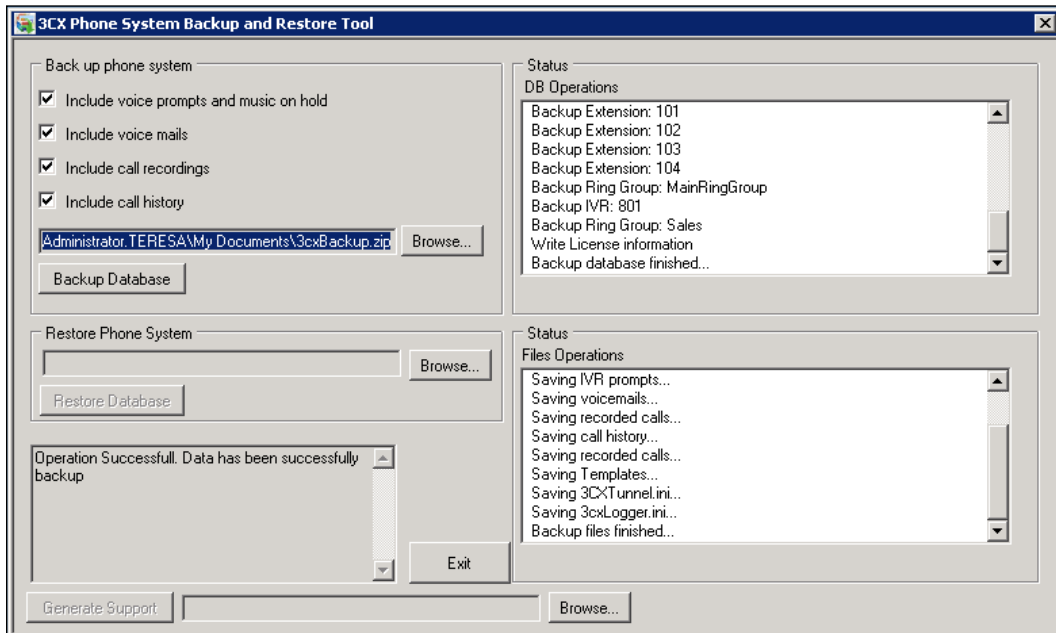 3CX Phone System Backup and Restore Tool
Back up phone system
Include voice prompts and music on hold
Include voice mails
Include call recordings
Include call history
Administrator.TERESA\My Documents\3cxBackup.zip
Browse...
Backup Database
Status
DB Operations
Backup Extension: 101
Backup Extension: 102
Backup Extension: 103
Backup Extension: 104
Backup Ring Group: MainRingGroup
Backup IVR: 801
Backup Ring Group: Sales
Write License information
Backup database finished...
Restore Phone System
Browse...
Restore Database
Status
Files Operations
Saving IVR prompts...
Saving voicemails...
Saving recorded calls...
Saving call history...
Saving recorded calls...
Saving Templates...
Saving 3CXTunnel.ini...
Saving 3cxLogger.ini...
Backup files finished...
Operation Successfull. Data has been successfully
backup
Exit
Generate Support
Browse...